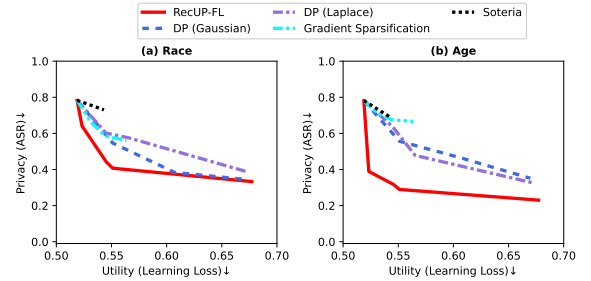 RecUP-FL
DP (Gaussian)
DP (Laplace)
Gradient Sparsification
Soteria
(a) Race
(b) Age
1.0
0.8
0.6
0.4
0.2
0.0
Privacy (ASR)↓
0.50
0.55
0.60
0.65
0.70
Utility (Learning Loss)↓
1.0
0.8
0.6
0.4
0.2
0.0
Privacy (ASR)↓
0.50
0.55
0.60
0.65
0.70
Utility (Learning Loss)↓